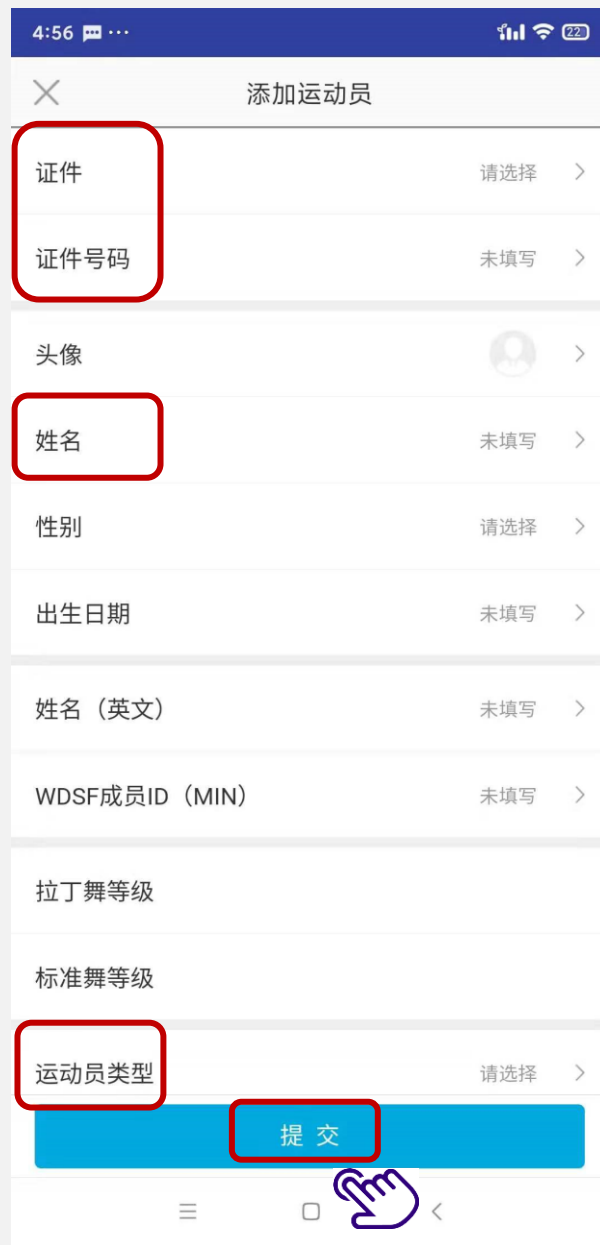 4:56 ··· 22
添加运动员
证件 请选择
证件号码 未填写
头像
姓名 未填写
性别 请选择
出生日期 未填写
姓名（英文） 未填写
WDSF成员ID（MIN） 未填写
拉丁舞等级
标准舞等级
运动员类型 请选择
提交